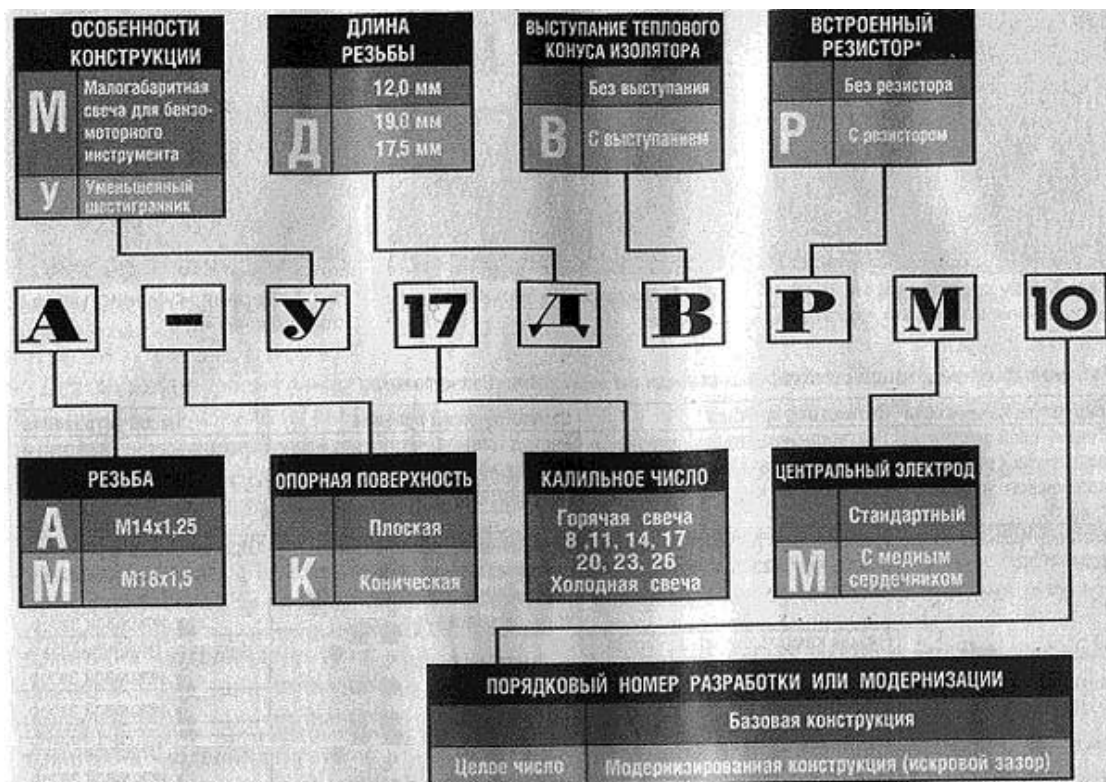 ОСОБЕННОСТИ
КОНСТРУКЦИИ
М
Малогабаритная
свеча для бензо-
моторного
инструмента
У
Уменьшенный
шестигранник
ДЛИНА
РЕЗЬБЫ
12,0 мм
Д
19,0 мм
17,5 мм
ВЫСТУПАНИЕ ТЕПЛОВОГО
КОНУСА ИЗОЛЯТОРА
Без выступания
В
С выступанием
ВСТРОЕННЫЙ
РЕЗИСТОР*
Без резистора
Р
С резистором
А - У 17 Д В Р М 10
РЕЗЬБА
А М14х1,25
М М18х1,5
ОПОРНАЯ ПОВЕРХНОСТЬ
Плоская
К Коническая
КАЛИЛЬНОЕ ЧИСЛО
Горячая свеча
8 ,11, 14, 17
20, 23, 26
Холодная свеча
ЦЕНТРАЛЬНЫЙ ЭЛЕКТРОД
Стандартный
М
С медным
сердечником
ПОРЯДКОВЫЙ НОМЕР РАЗРАБОТКИ ИЛИ МОДЕРНИЗАЦИИ
Базовая конструкция
Целое число Модернизированная конструкция (искровой зазор)